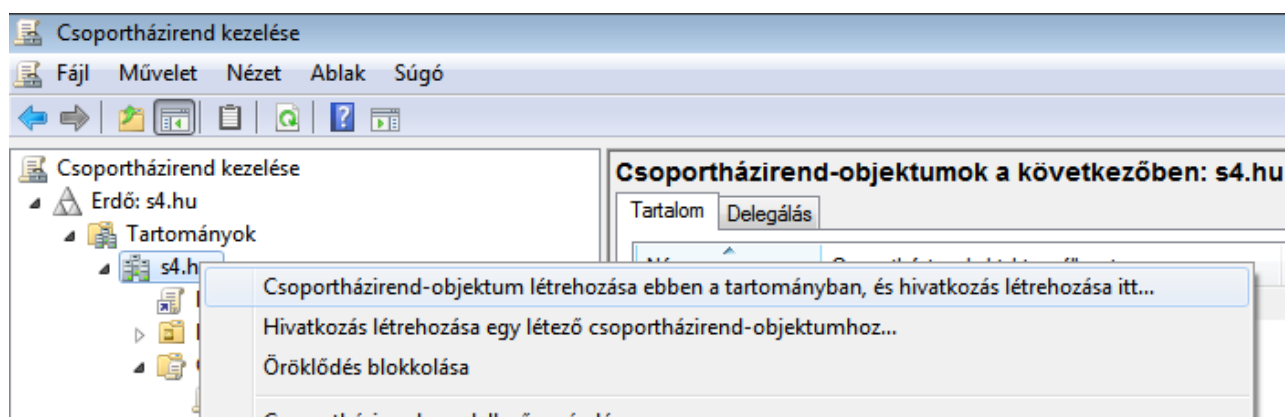 Csoportházirend kezelése
Fájl Művelet Nézet Ablak Súgó
Csoportházirend kezelése
Erdő: s4.hu
Tartományok
s4.h
Csoportházirend-objektumok a következőben: s4.hu
Tartalom Delegálás
Csoportházirend-objektum létrehozása ebben a tartományban, és hivatkozás létrehozása itt...
Hivatkozás létrehozása egy létező csoportházirend-objektumhoz...
Öröklődés blokkolása